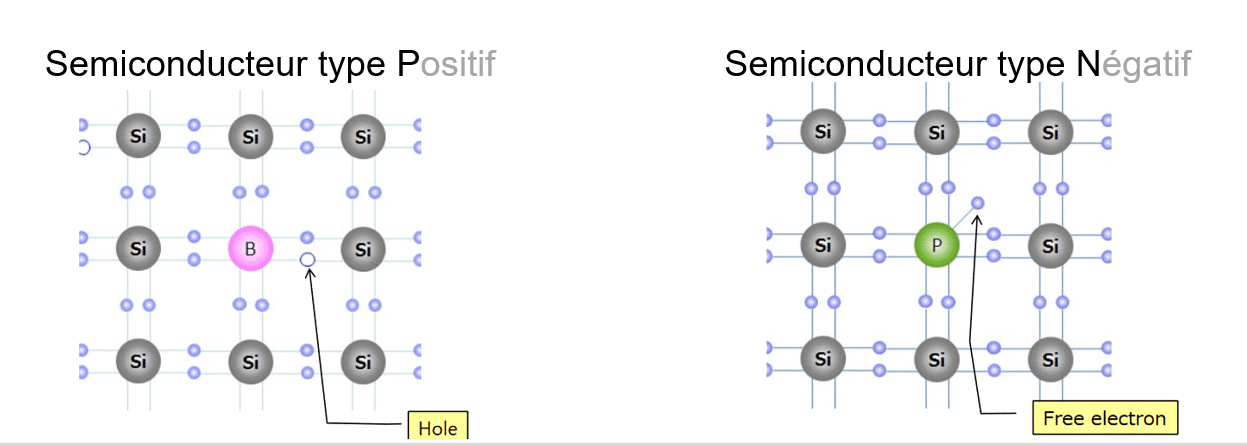 Semiconducteur type Positif
Si Si Si
Si B Si
Si Si Si
Hole
Semiconducteur type Négatif
Si Si Si
Si P Si
Si Si Si
Free electron